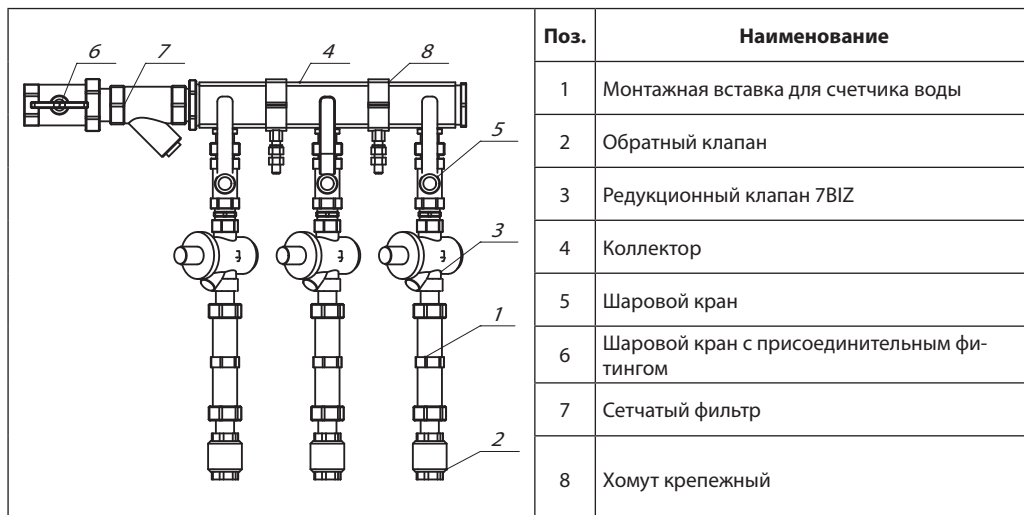 6
7
4
8
5
3
1
2
Поз. Наименование
1 Монтажная вставка для счетчика воды
2 Обратный клапан
3 Редукционный клапан 7BIZ
4 Коллектор
5 Шаровой кран
6 Шаровой кран с присоединительным фи-
тингом
7 Сетчатый фильтр
8 Хомут крепежный